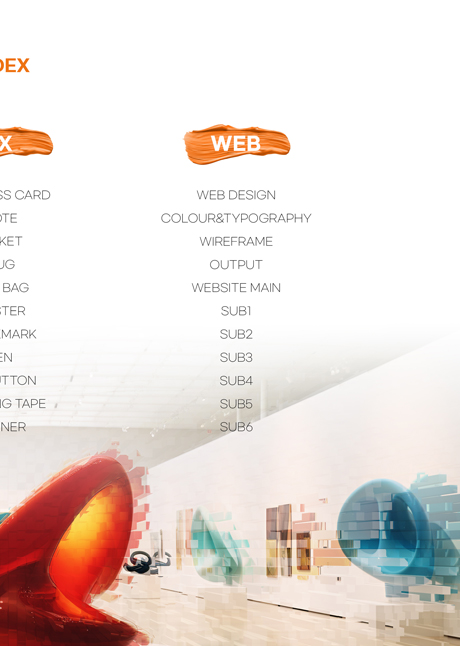 DEX
X
SS CARD
OTE
KET
UG
BAG
STER
MARK
EN
UTTON
NG TAPE
NER
WEB
WEB DESIGN
COLOUR&TYPOGRAPHY
WIREFRAME
OUTPUT
WEBSITE MAIN
SUB1
SUB2
SUB3
SUB4
SUB5
SUB6